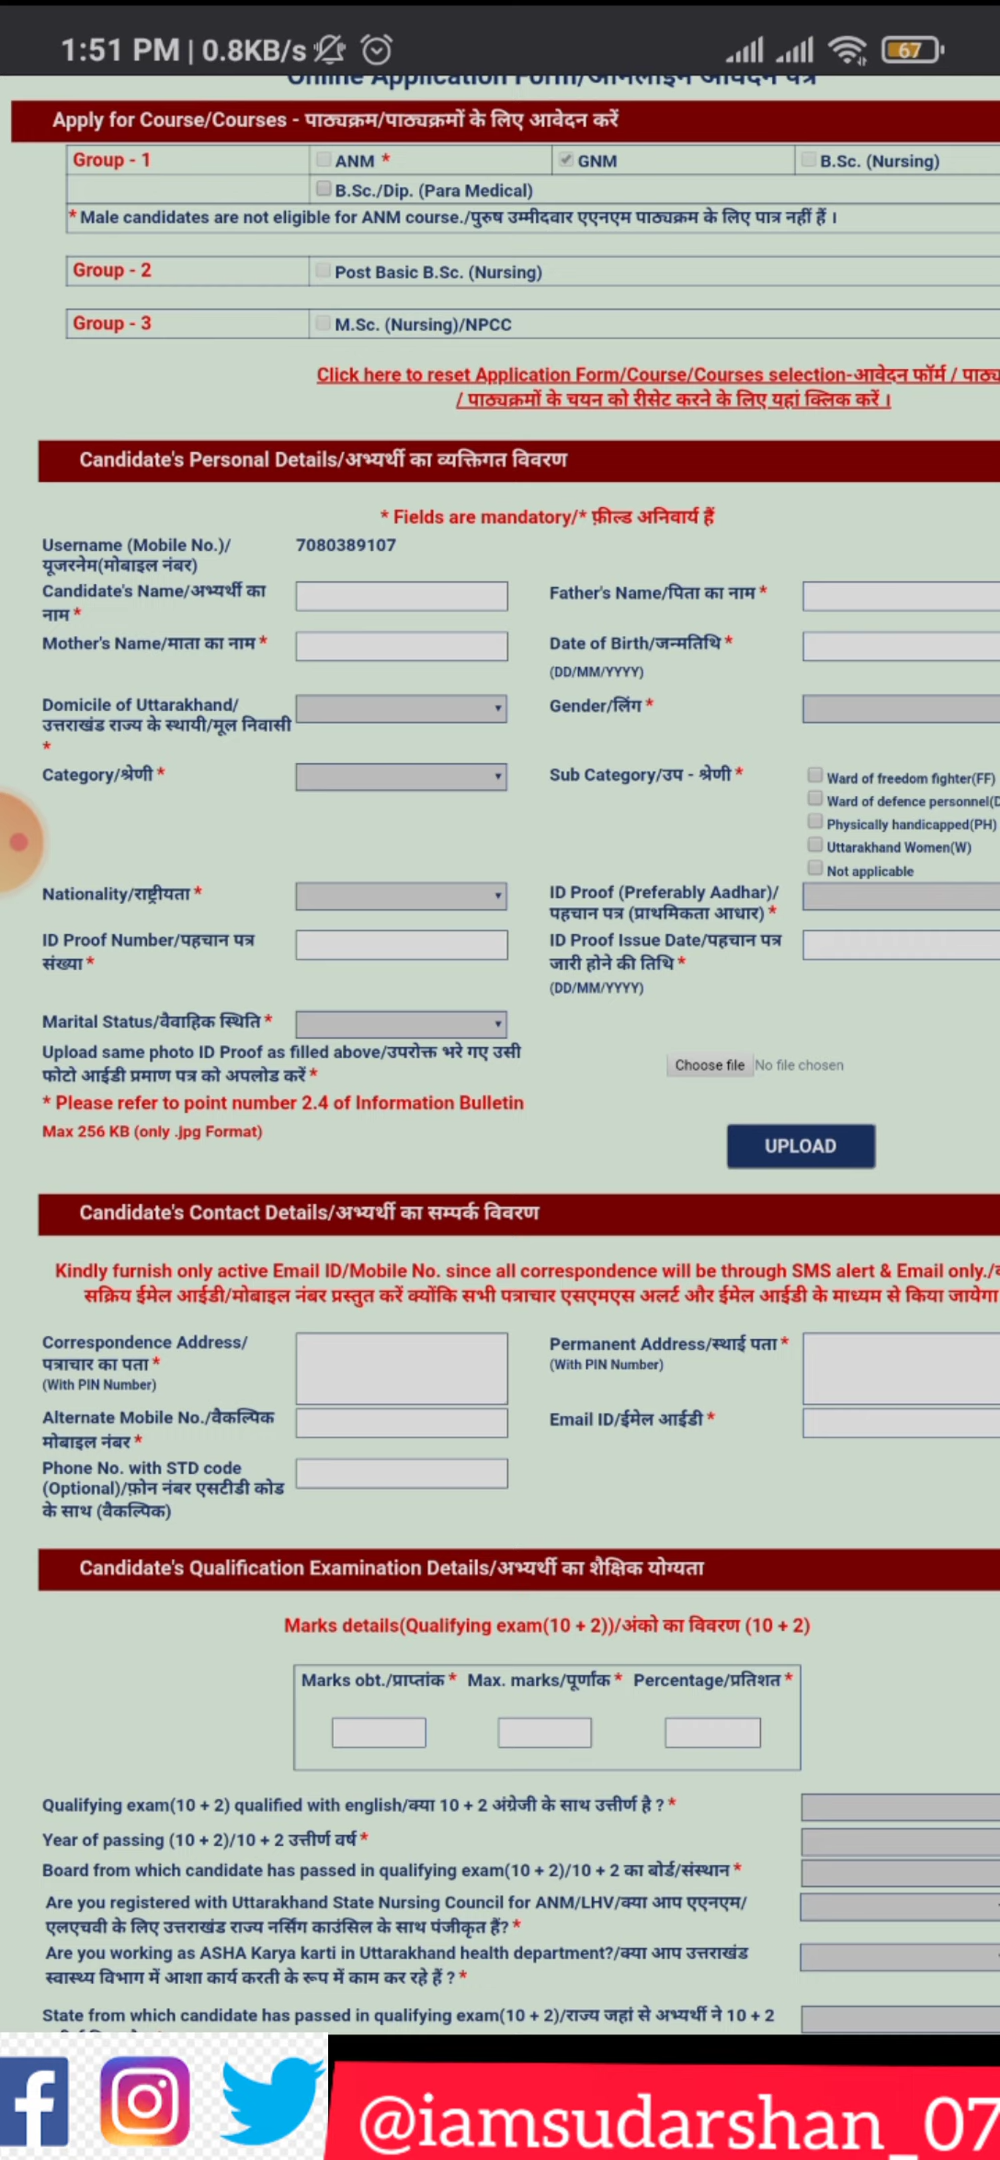 1:51 PM | 0.8KB/s
67
Online Application Form/ऑनलाइन आवेदन पत्र
Apply for Course/Courses - पाठ्यक्रम/पाठ्यक्रमों के लिए आवेदन करें
Group - 1 ANM * GNM B.Sc. (Nursing)
B.Sc./Dip. (Para Medical)
* Male candidates are not eligible for ANM course./पुरुष उम्मीदवार एएनएम पाठ्यक्रम के लिए पात्र नहीं हैं ।
Group - 2 Post Basic B.Sc. (Nursing)
Group - 3 M.Sc. (Nursing)/NPCC
Click here to reset Application Form/Course/Courses selection-आवेदन फॉर्म / पाठ्य
/ पाठ्यक्रमों के चयन को रीसेट करने के लिए यहां क्लिक करें ।
Candidate's Personal Details/अभ्यर्थी का व्यक्तिगत विवरण
* Fields are mandatory/* फ़ील्ड अनिवार्य हैं
Username (Mobile No.)/ 7080389107
यूजरनेम(मोबाइल नंबर)
Candidate's Name/अभ्यर्थी का Father's Name/पिता का नाम *
नाम *
Mother's Name/माता का नाम * Date of Birth/जन्मतिथि *
(DD/MM/YYYY)
Domicile of Uttarakhand/ Gender/लिंग *
उत्तराखंड राज्य के स्थायी/मूल निवासी
*
Category/श्रेणी * Sub Category/उप - श्रेणी * Ward of freedom fighter(FF)
Ward of defence personnel(D
Physically handicapped(PH)
Uttarakhand Women(W)
Not applicable
Nationality/राष्ट्रीयता * ID Proof (Preferably Aadhar)/
पहचान पत्र (प्राथमिकता आधार) *
ID Proof Number/पहचान पत्र ID Proof Issue Date/पहचान पत्र
संख्या * जारी होने की तिथि *
(DD/MM/YYYY)
Marital Status/वैवाहिक स्थिति *
Upload same photo ID Proof as filled above/उपरोक्त भरे गए उसी
फोटो आईडी प्रमाण पत्र को अपलोड करें * Choose file No file chosen
* Please refer to point number 2.4 of Information Bulletin
Max 256 KB (only .jpg Format)
UPLOAD
Candidate's Contact Details/अभ्यर्थी का सम्पर्क विवरण
Kindly furnish only active Email ID/Mobile No. since all correspondence will be through SMS alert & Email only./
सक्रिय ईमेल आईडी/मोबाइल नंबर प्रस्तुत करें क्योंकि सभी पत्राचार एसएमएस अलर्ट और ईमेल आईडी के माध्यम से किया जायेगा
Correspondence Address/ Permanent Address/स्थाई पता *
पत्राचार का पता * (With PIN Number)
(With PIN Number)
Alternate Mobile No./वैकल्पिक Email ID/ईमेल आईडी *
मोबाइल नंबर *
Phone No. with STD code
(Optional)/फ़ोन नंबर एसटीडी कोड
के साथ (वैकल्पिक)
Candidate's Qualification Examination Details/अभ्यर्थी का शैक्षिक योग्यता
Marks details(Qualifying exam(10 + 2))/अंको का विवरण (10 + 2)
Marks obt./प्राप्तांक * Max. marks/पूर्णांक * Percentage/प्रतिशत *
Qualifying exam(10 + 2) qualified with english/क्या 10 + 2 अंग्रेजी के साथ उत्तीर्ण है ? *
Year of passing (10 + 2)/10 + 2 उत्तीर्ण वर्ष *
Board from which candidate has passed in qualifying exam(10 + 2)/10 + 2 का बोर्ड/संस्थान *
Are you registered with Uttarakhand State Nursing Council for ANM/LHV/क्या आप एएनएम/
एलएचवी के लिए उत्तराखंड राज्य नर्सिंग काउंसिल के साथ पंजीकृत हैं? *
Are you working as ASHA Karya karti in Uttarakhand health department?/क्या आप उत्तराखंड
स्वास्थ्य विभाग में आशा कार्य करती के रूप में काम कर रहे हैं ? *
State from which candidate has passed in qualifying exam(10 + 2)/राज्य जहां से अभ्यर्थी ने 10 + 2
@iamsudarshan_07